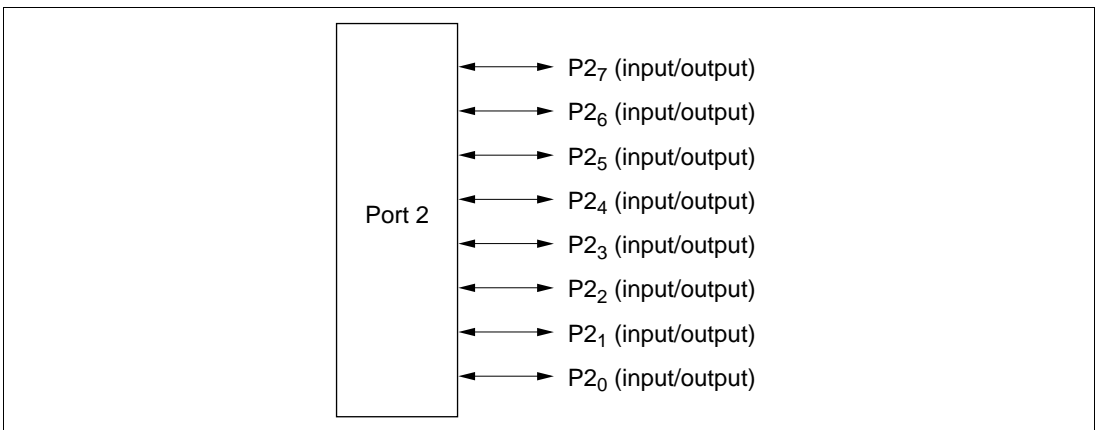 P2₇ (input/output)
P2₆ (input/output)
P2₅ (input/output)
P2₄ (input/output)
Port 2
P2₃ (input/output)
P2₂ (input/output)
P2₁ (input/output)
P2₀ (input/output)